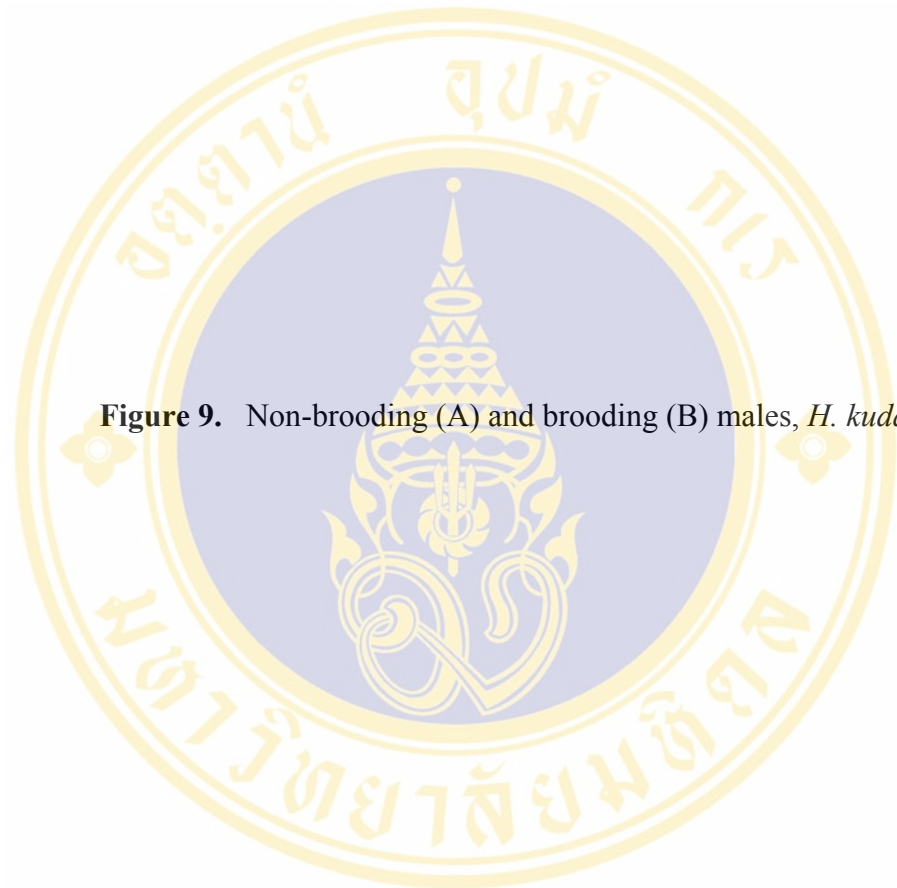 อตฺตานํ อุปมํ กเร
Figure 9. Non-brooding (A) and brooding (B) males, H. kuda
มหาวิทยาลัยมหิดล